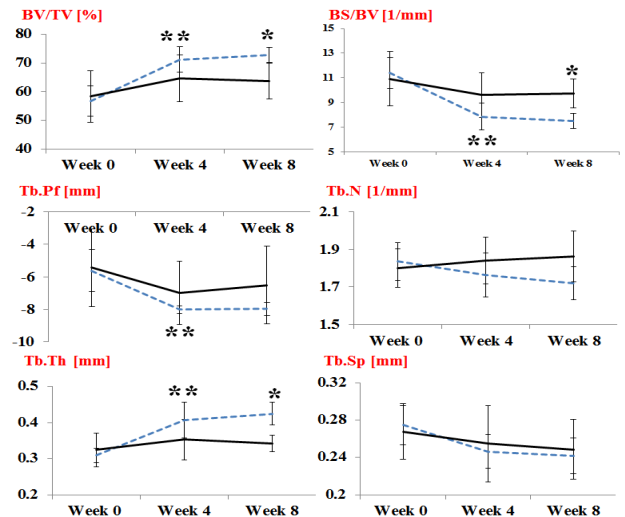 BV/TV [%]
80
70
60
50
40
**
*
Week 0 Week 4 Week 8
BS/BV [1/mm]
15
13
11
9
7
5
*
**
Week 0 Week 4 Week 8
Tb.Pf [mm]
-2
-4
-6
-8
-10
Week 0 Week 4 Week 8
**
Tb.N [1/mm]
2.1
1.9
1.7
1.5
Week 0 Week 4 Week 8
Tb.Th [mm]
0.5
0.4
0.3
0.2
**
*
Week 0 Week 4 Week 8
Tb.Sp [mm]
0.32
0.28
0.24
0.2
Week 0 Week 4 Week 8